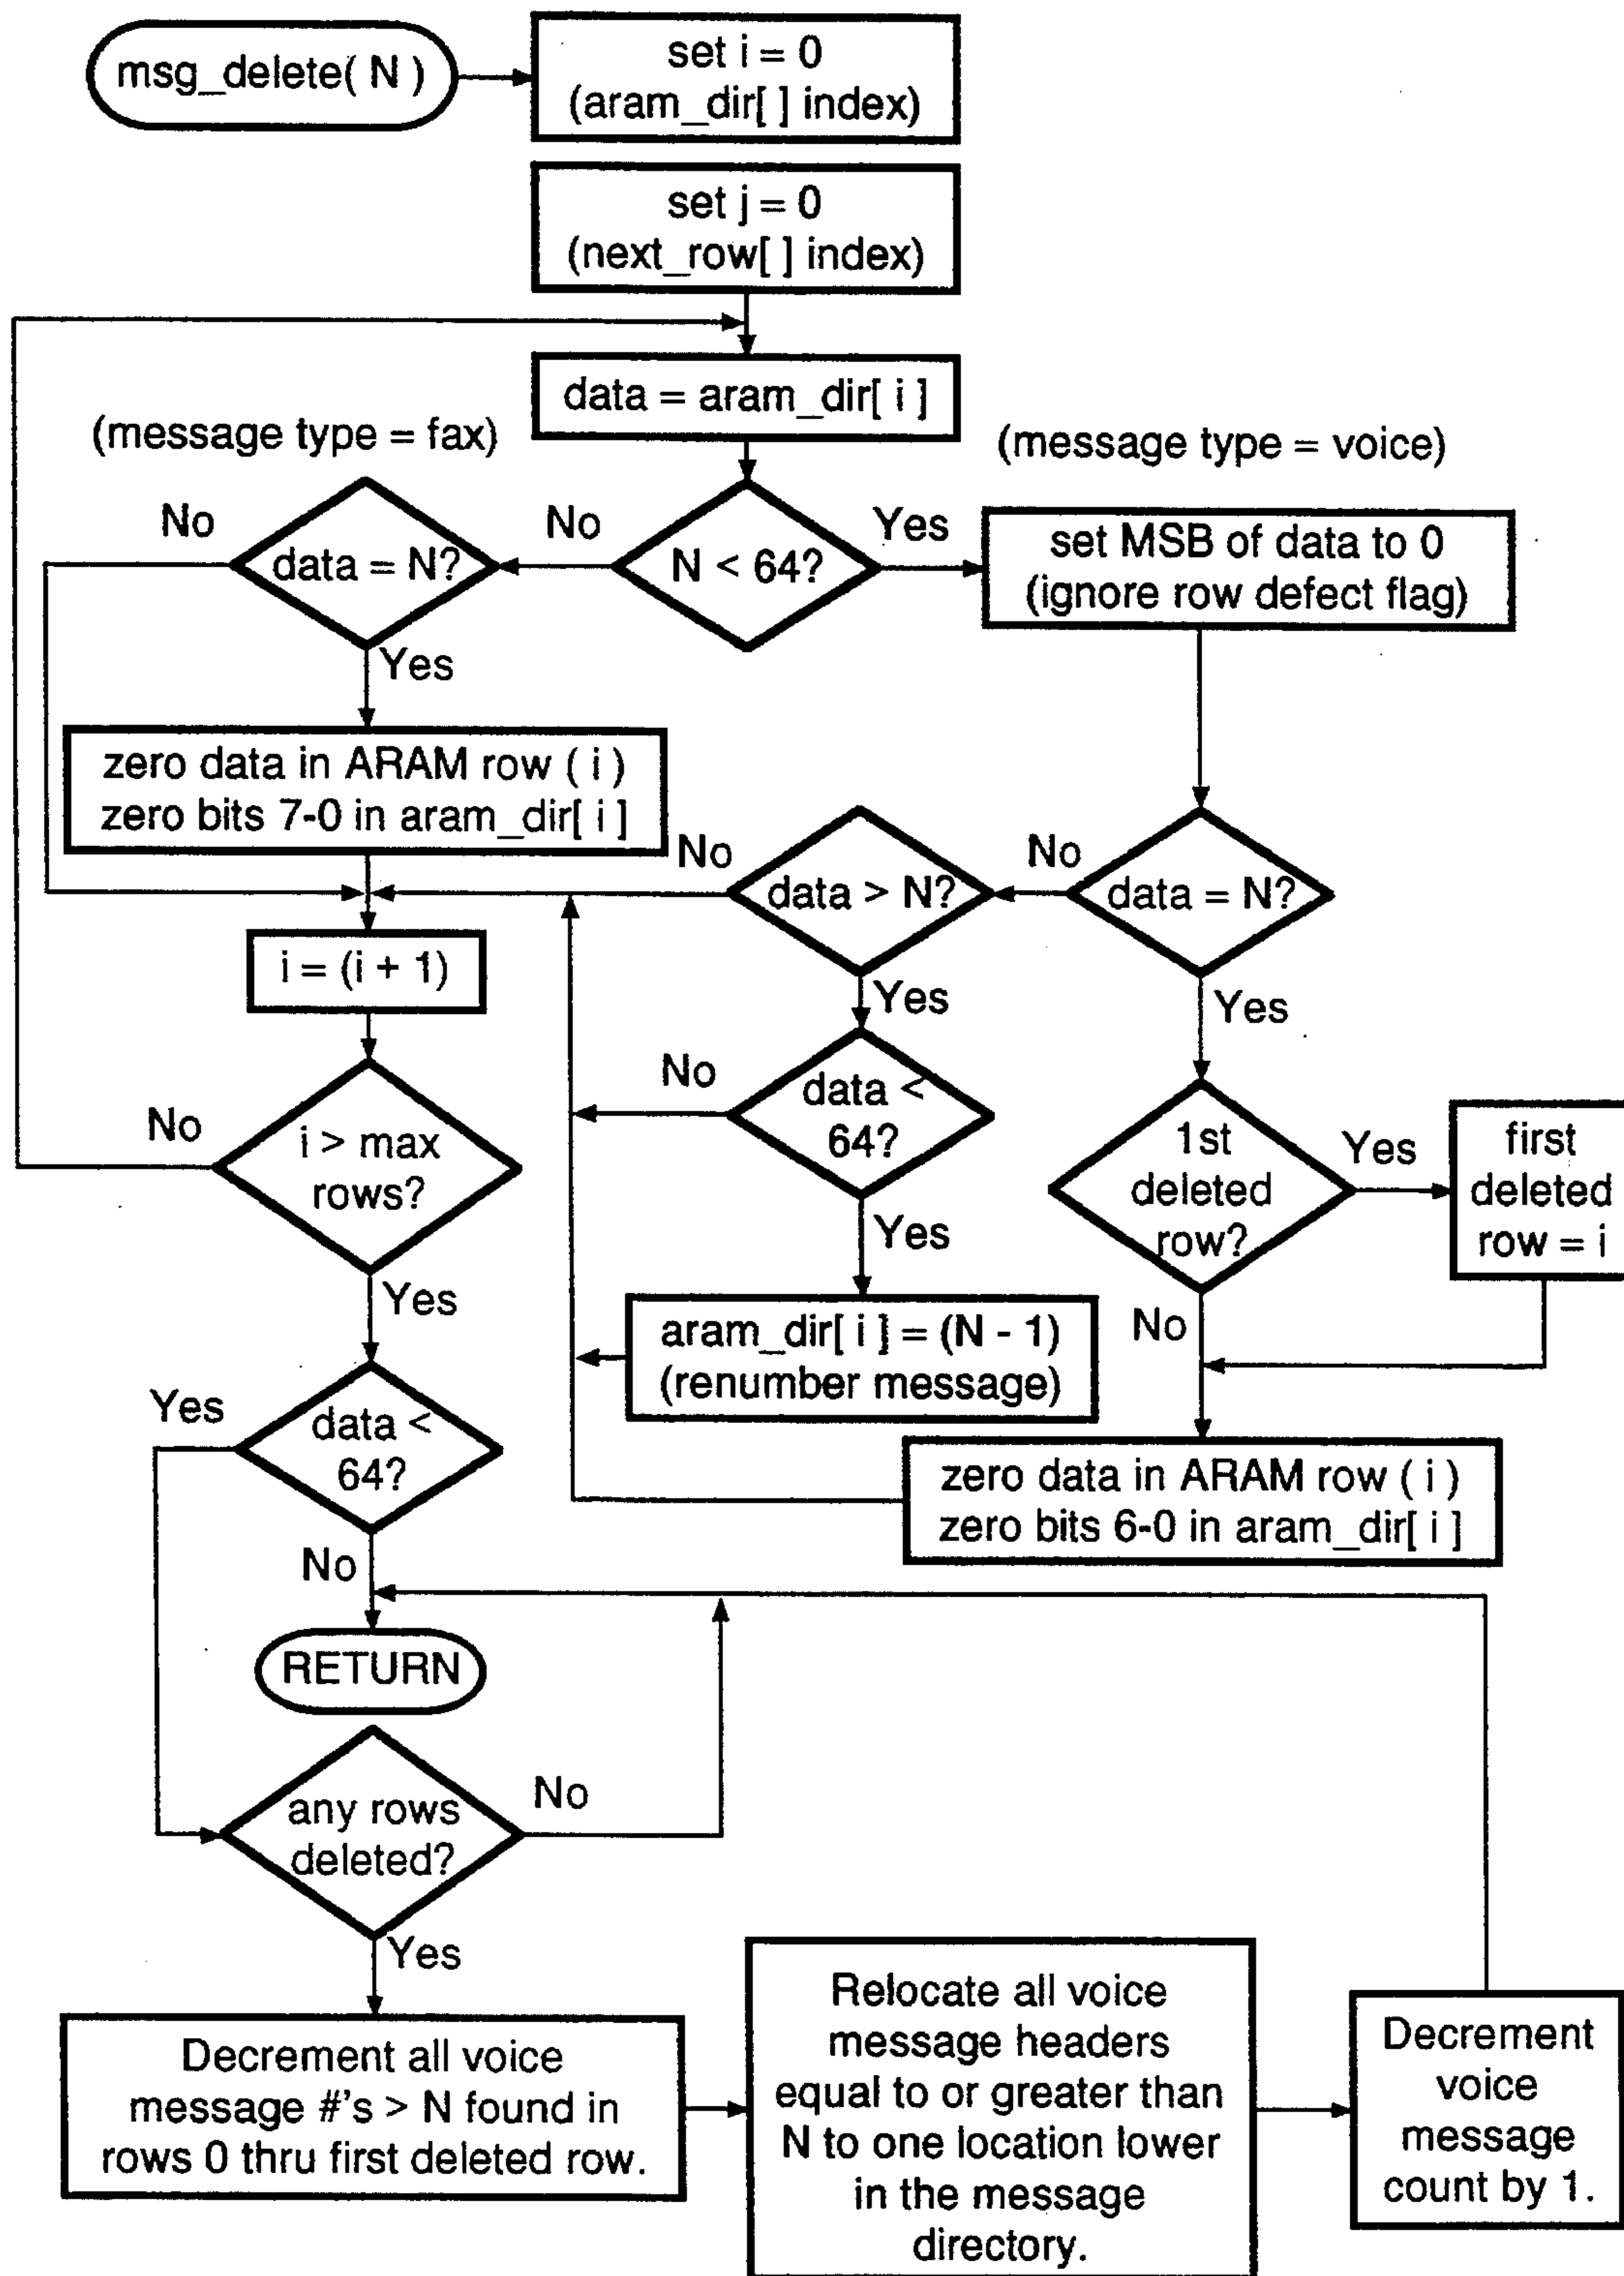 msg_delete( N )
set i = 0
(aram_dir[ ] index)
set j = 0
(next_row[ ] index)
data = aram_dir[ i ]
(message type = fax)
(message type = voice)
No
data = N?
No
N < 64?
Yes
set MSB of data to 0
(ignore row defect flag)
Yes
zero data in ARAM row ( i )
zero bits 7-0 in aram_dir[ i ]
No
data > N?
No
data = N?
i = (i + 1)
Yes
Yes
No
data <
64?
No
i > max
rows?
1st
deleted
row?
Yes
first
deleted
row = i
Yes
Yes
aram_dir[ i ] = (N - 1)
(renumber message)
No
Yes
data <
64?
zero data in ARAM row ( i )
zero bits 6-0 in aram_dir[ i ]
No
RETURN
any rows
deleted?
No
Yes
Decrement all voice
message #'s > N found in
rows 0 thru first deleted row.
Relocate all voice
message headers
equal to or greater than
N to one location lower
in the message
directory.
Decrement
voice
message
count by 1.